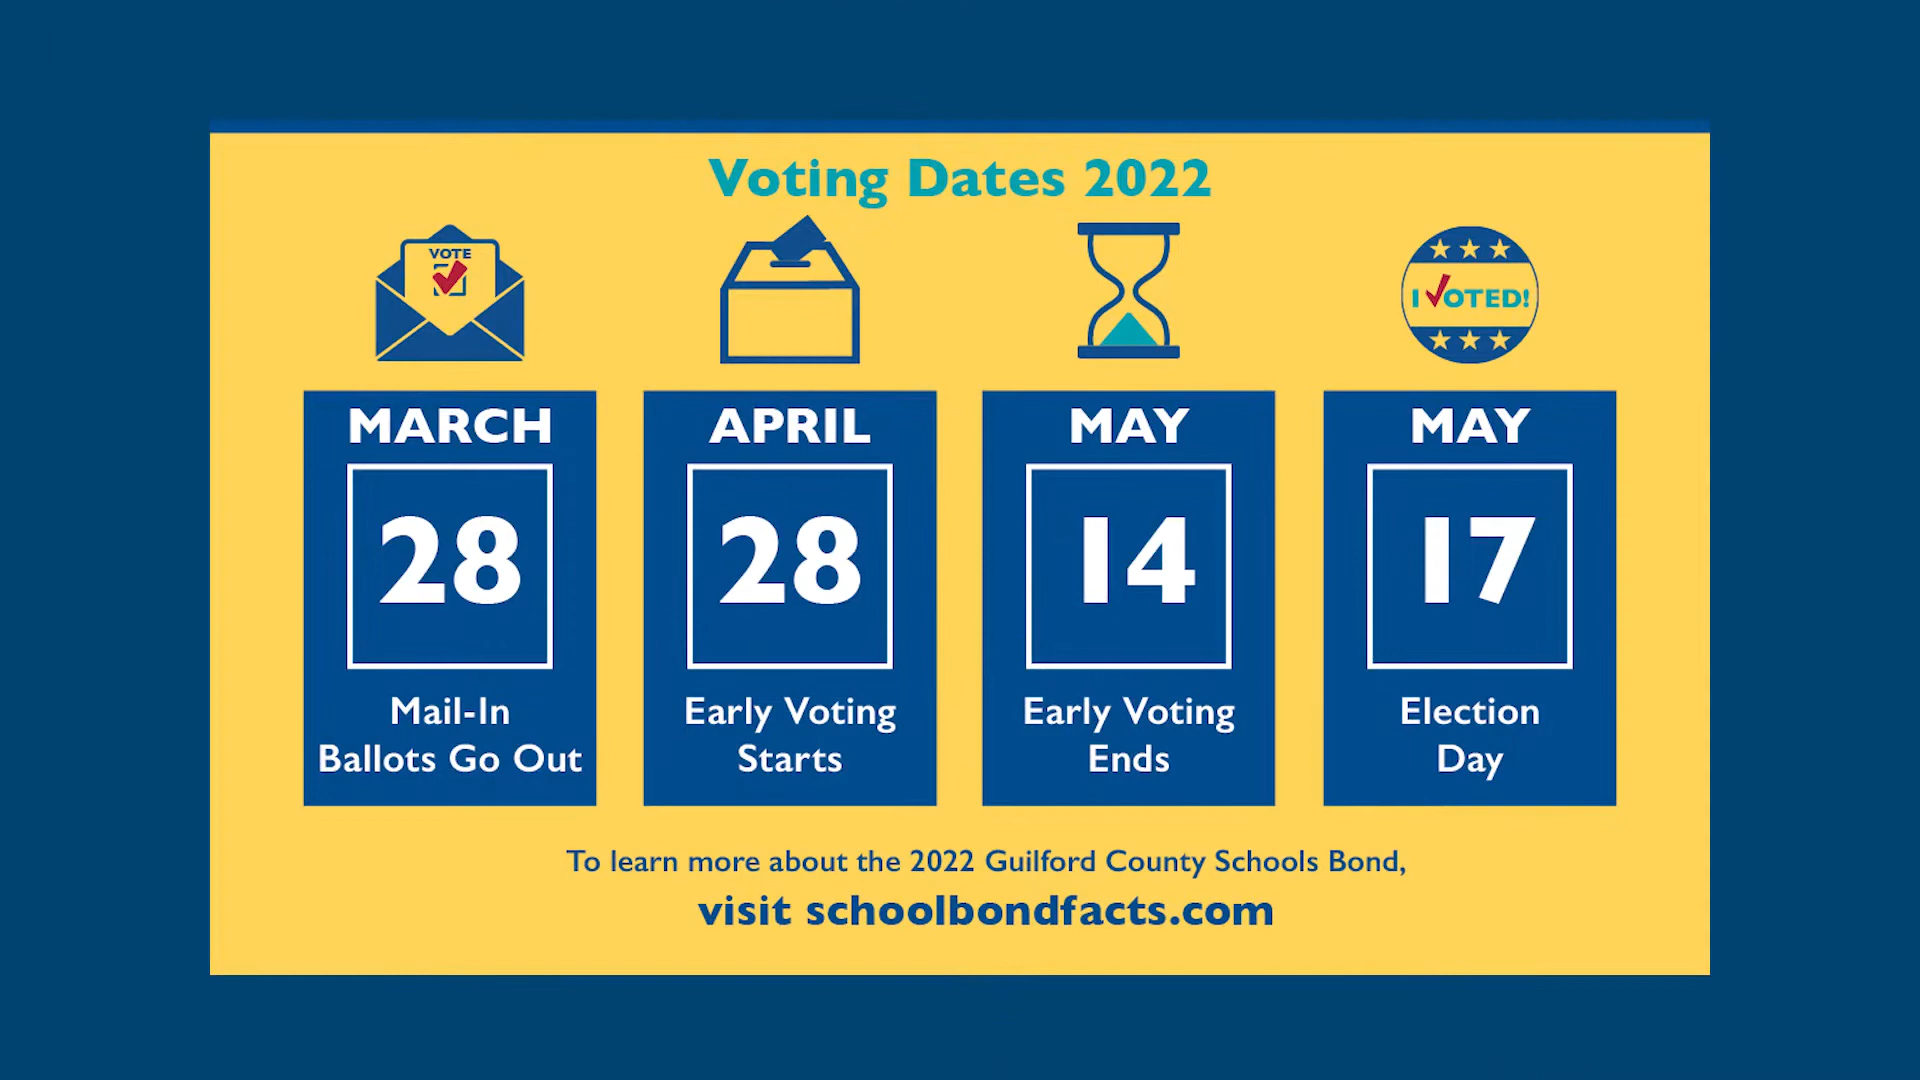 Voting Dates 2022
VOTE
I VOTED!
MARCH
28
Mail-In
Ballots Go Out
APRIL
28
Early Voting
Starts
MAY
14
Early Voting
Ends
MAY
17
Election
Day
To learn more about the 2022 Guilford County Schools Bond,
visit schoolbondfacts.com